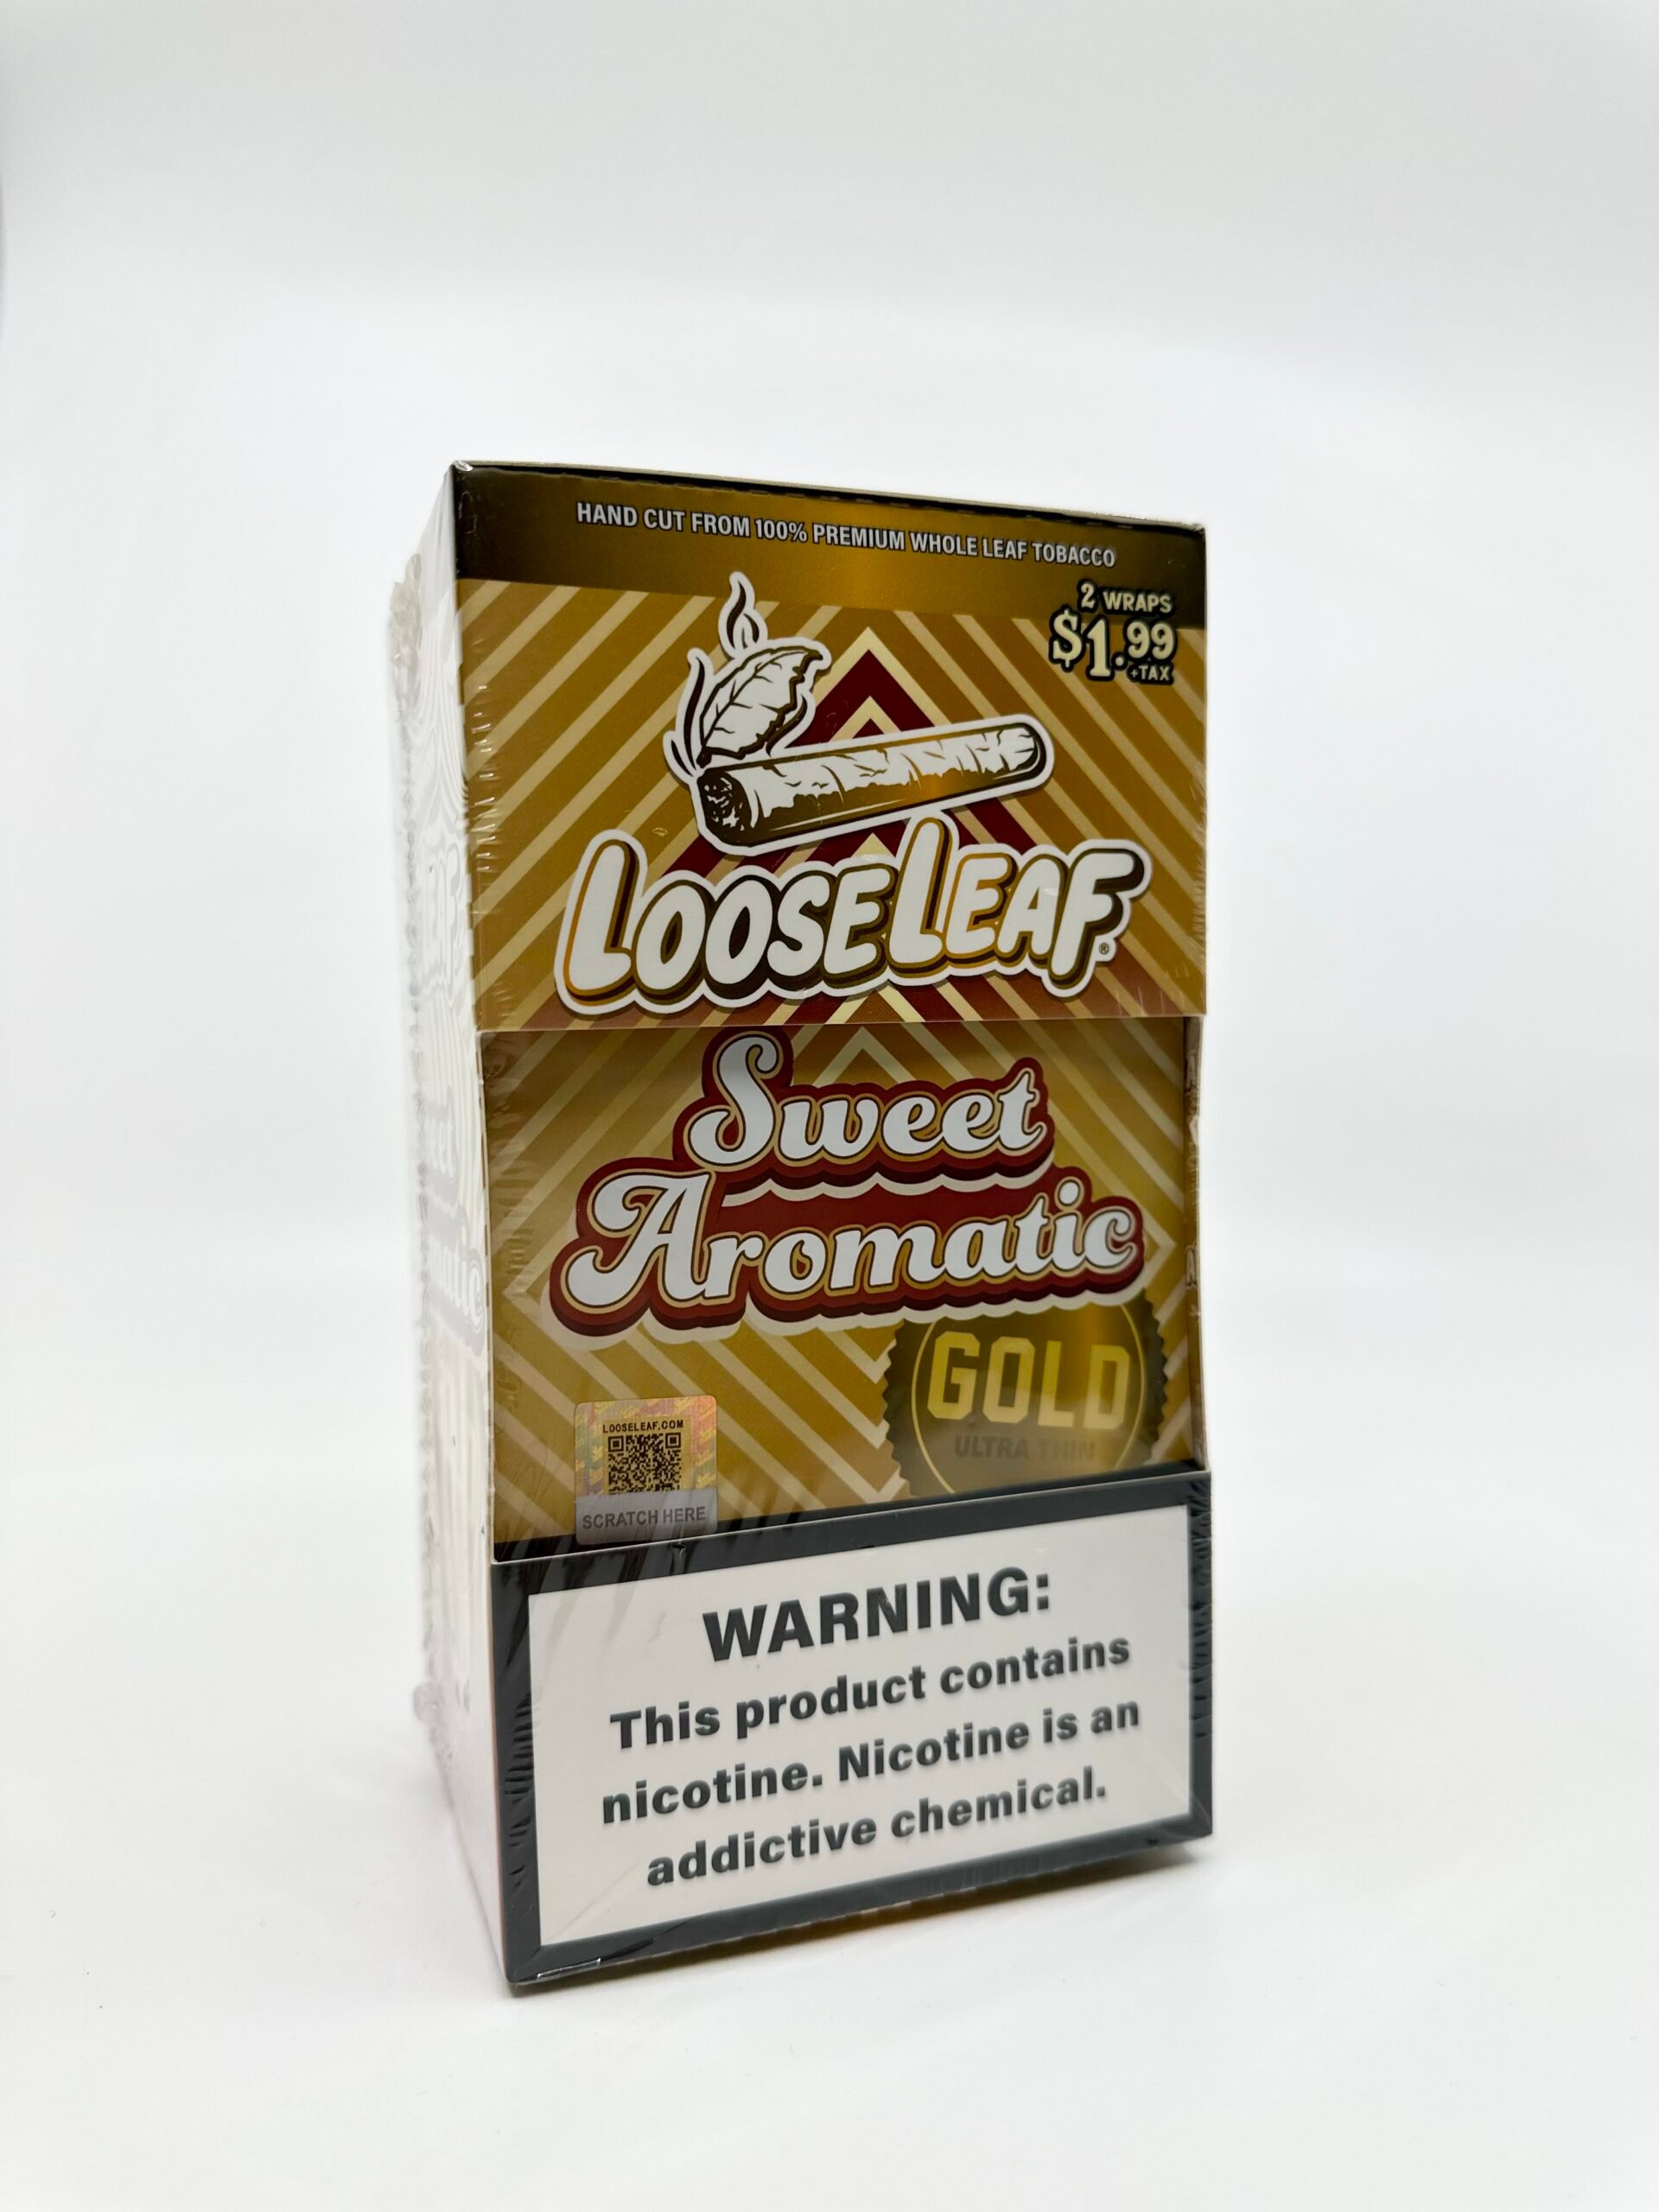 HAND CUT FROM 100% PREMIUM WHOLE LEAF TOBACCO
2 WRAPS
$1.99
+TAX
LOOSELEAF®
Sweet
Aromatic
GOLD
ULTRA THIN
LOOSELEAF.COM
SCRATCH HERE
WARNING:
This product contains
nicotine. Nicotine is an
addictive chemical.